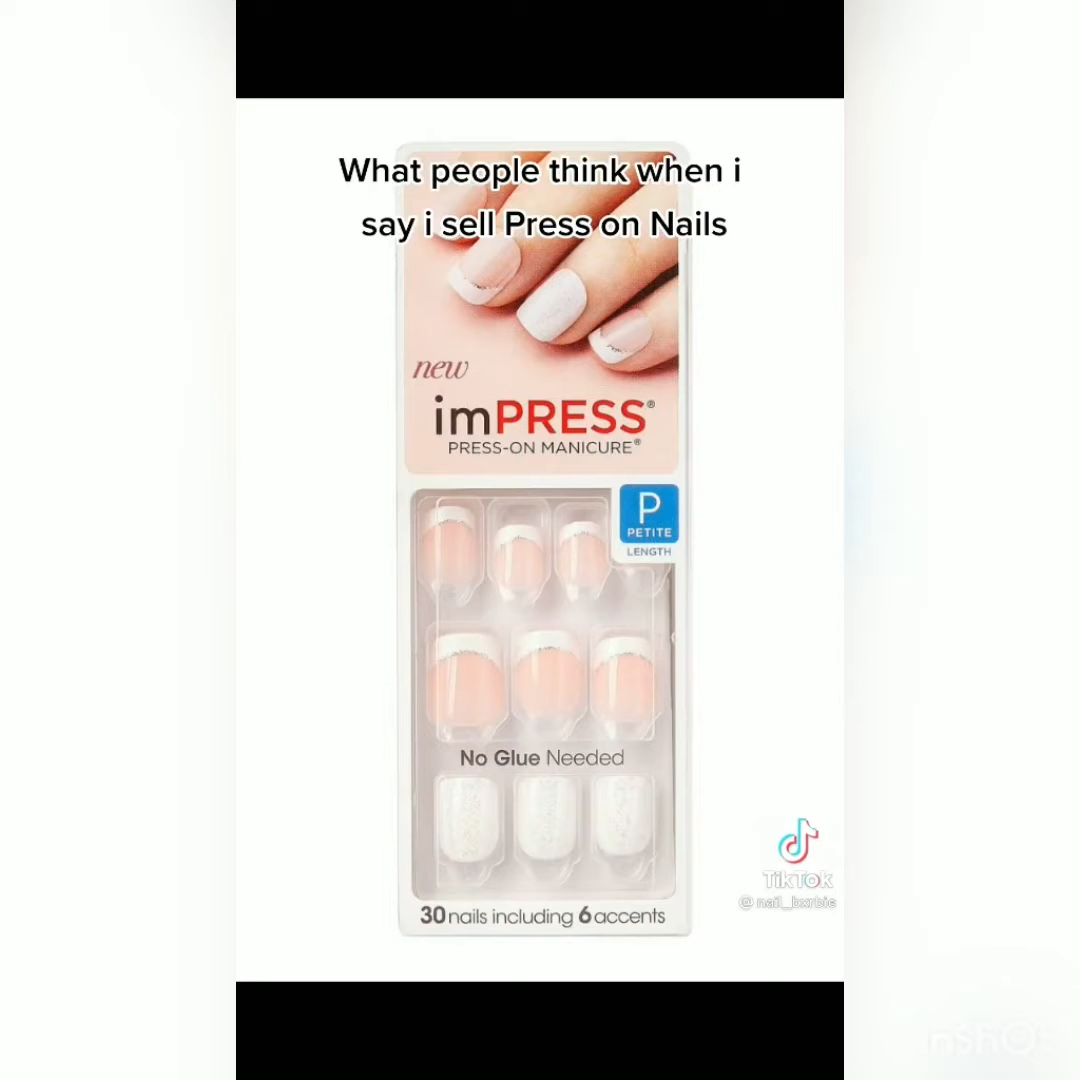 What people think when i
say i sell Press on Nails
new
imPRESS®
PRESS-ON MANICURE®
P
PETITE
LENGTH
No Glue Needed
30 nails including 6 accents
TikTok
@ nail_bxrbie